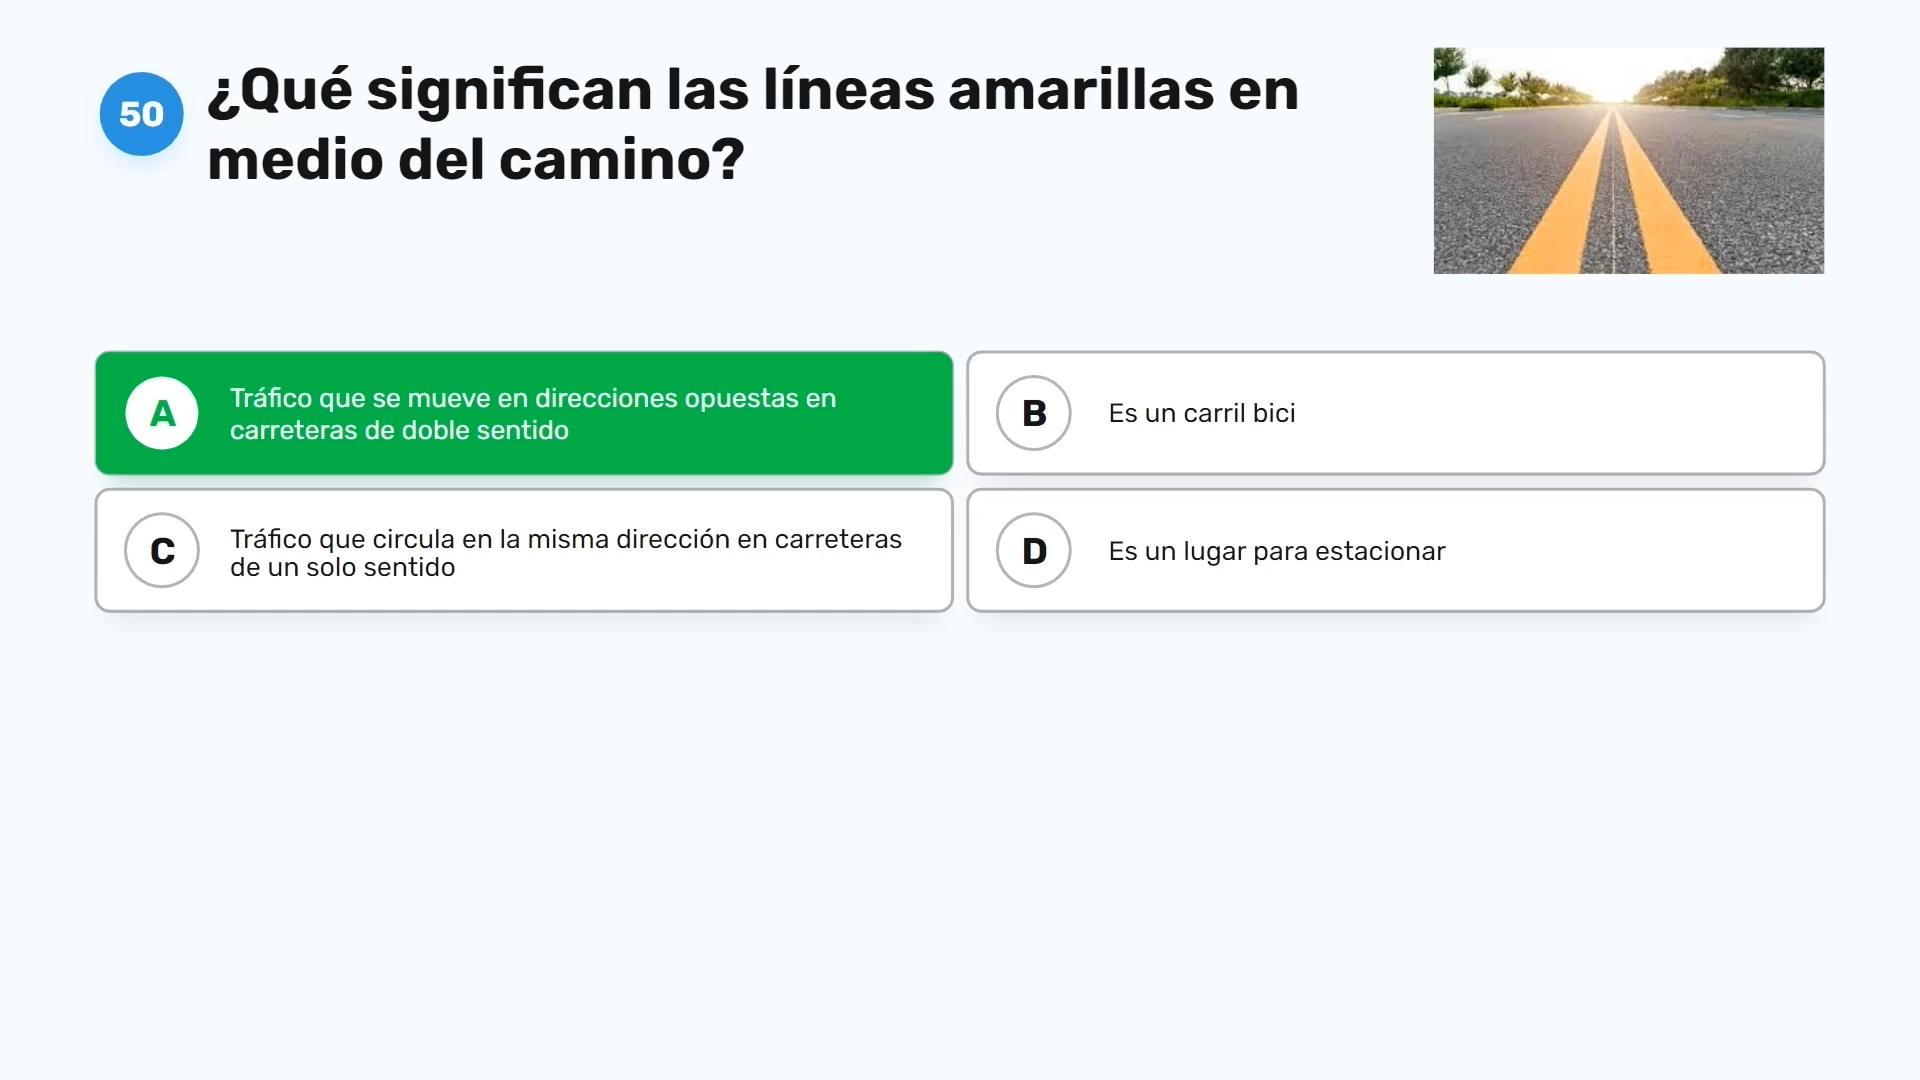 50
¿Qué significan las líneas amarillas en
medio del camino?
A
Tráfico que se mueve en direcciones opuestas en
carreteras de doble sentido
B
Es un carril bici
C
Tráfico que circula en la misma dirección en carreteras
de un solo sentido
D
Es un lugar para estacionar